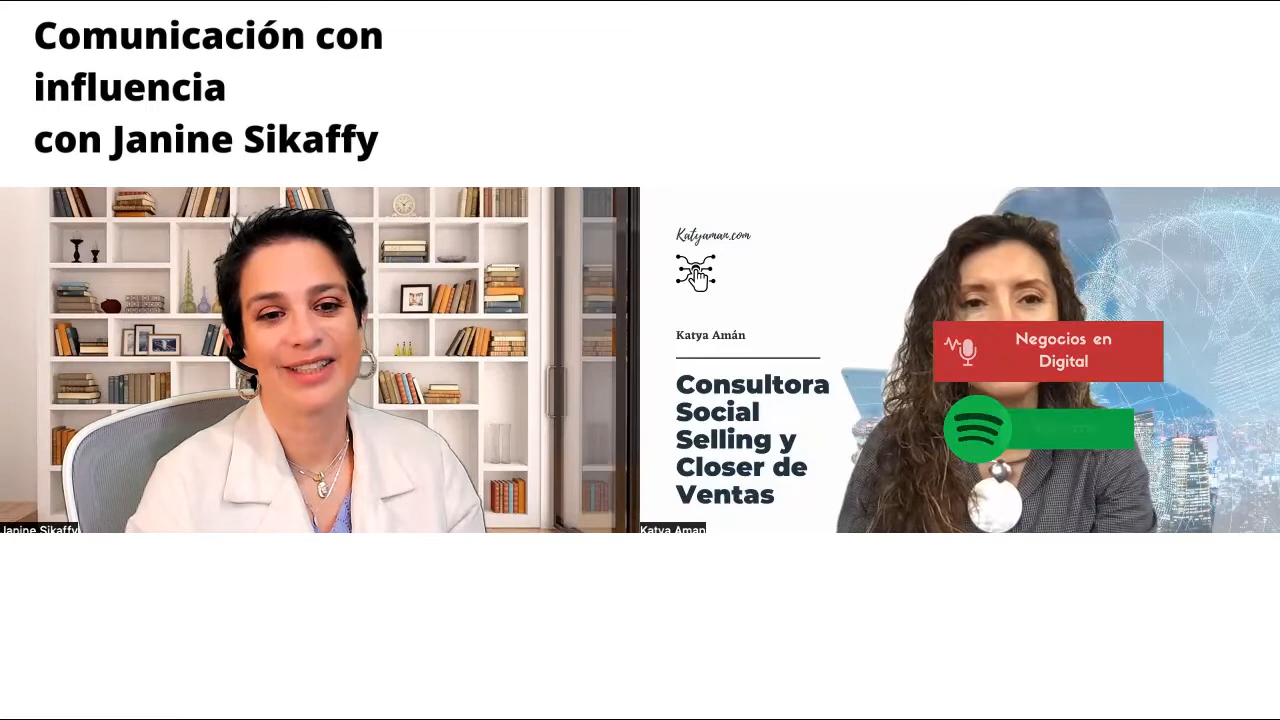 Comunicación con
influencia
con Janine Sikaffy
Katyaman.com
Katya Amán
Consultora
Social
Selling y
Closer de
Ventas
Negocios en
Digital
Janine Sikaffy
Katya Aman